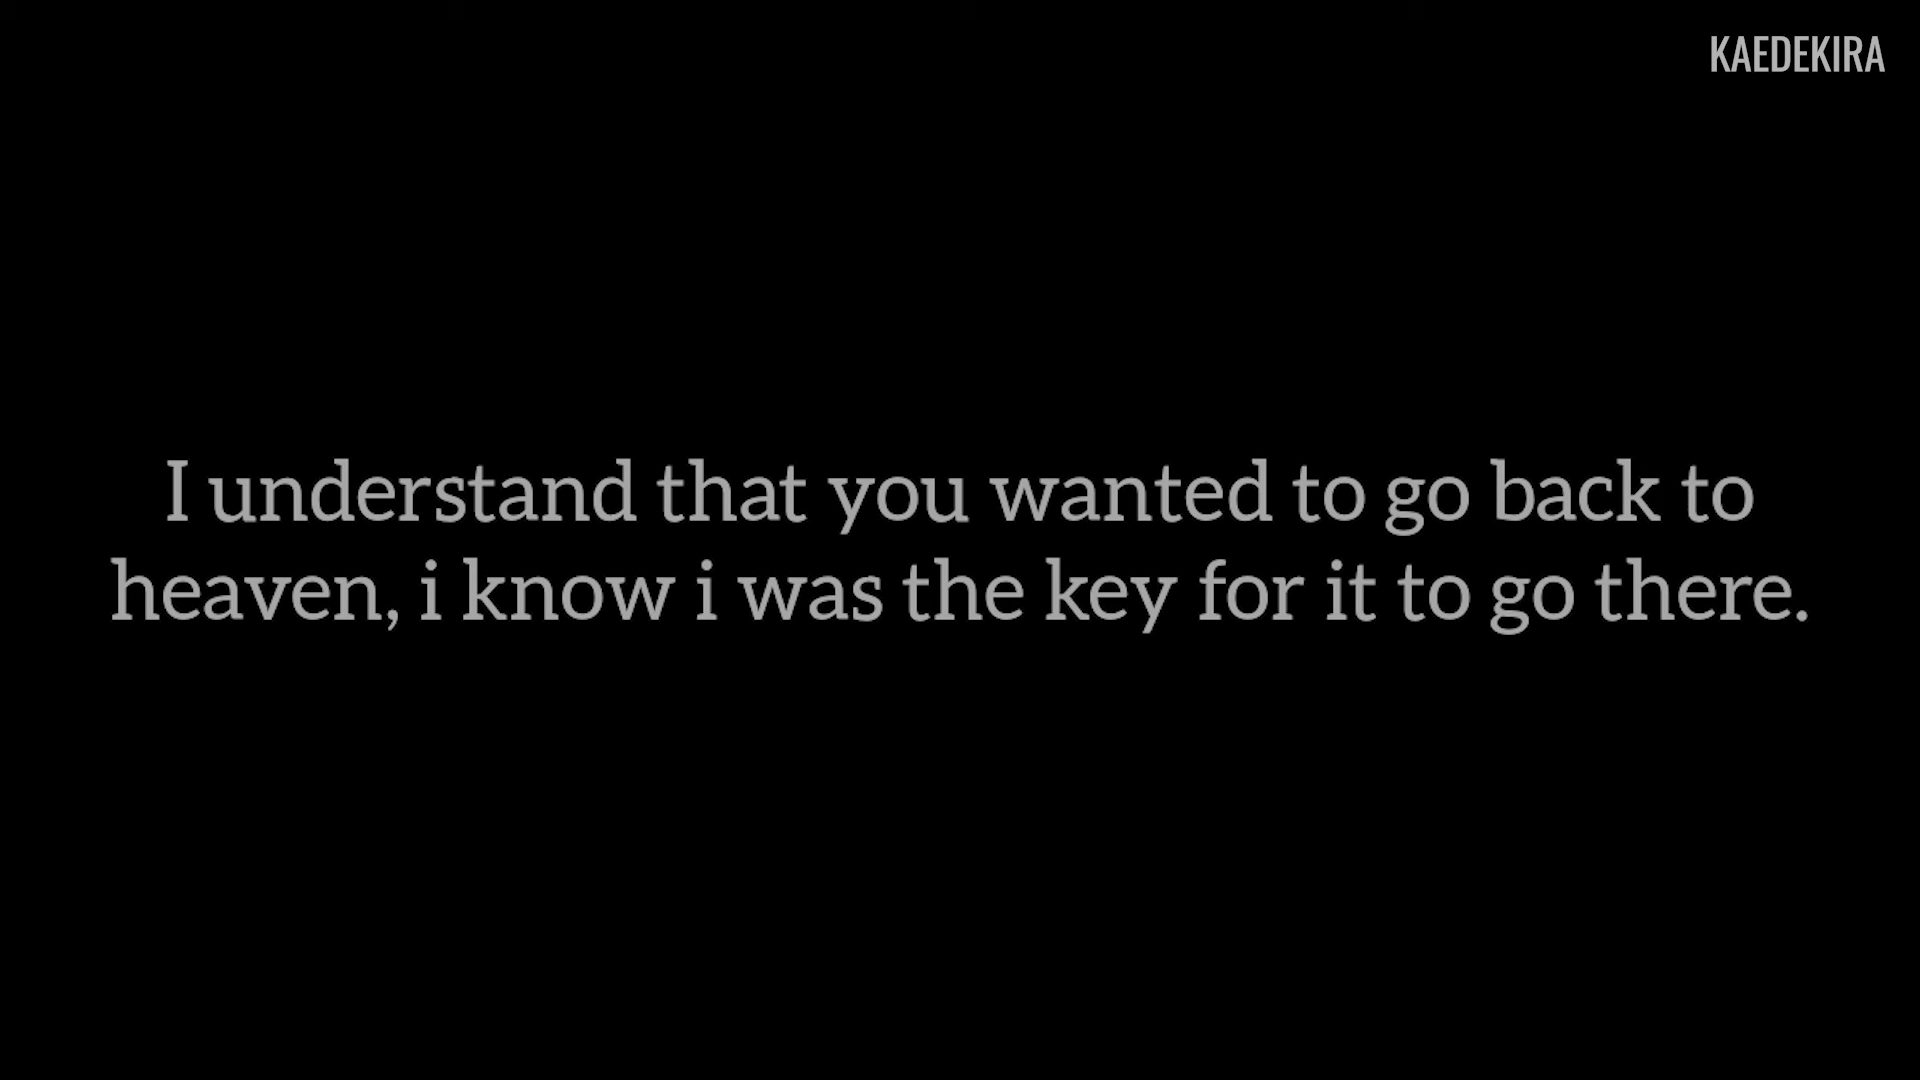 KAEDEKIRA
I understand that you wanted to go back to
heaven, i know i was the key for it to go there.